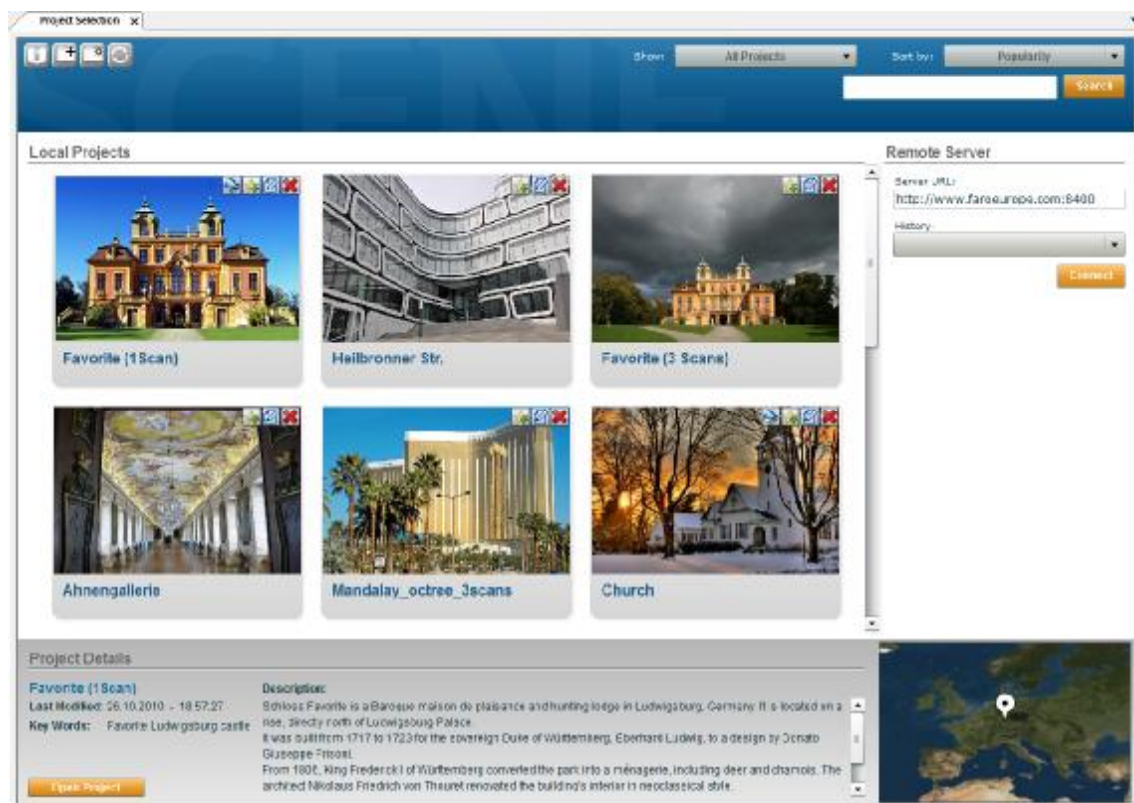 Project Selection x
SCENE
Show: All Projects Sort by: Popularity
Search
Local Projects
Remote Server
Server URL:
http://www.faroeurope.com:8400
History:
Connect
Favorite (1Scan)
Heilbronner Str.
Favorite (3 Scans)
Ahnengallerie
Mandalay_octree_3scans
Church
Project Details
Favorite (1Scan)
Last Modified: 26.10.2010 - 18:57:27
Key Words: Favorite Ludwigsburg castle
Open Project
Description:
Schloss Favorite is a Baroque maison de plaisance and hunting lodge in Ludwigsburg, Germany. It is located on a
rise, directly north of Ludwigsburg Palace.
It was built from 1717 to 1723 for the sovereign Duke of Württemberg, Eberhard Ludwig, to a design by Donato
Giuseppe Frisoni.
From 1806, King Frederick I of Württemberg converted the park into a ménagerie, including deer and chamois. The
architect Nikolaus Friedrich von Thouret renovated the building's interior in neoclassical style.